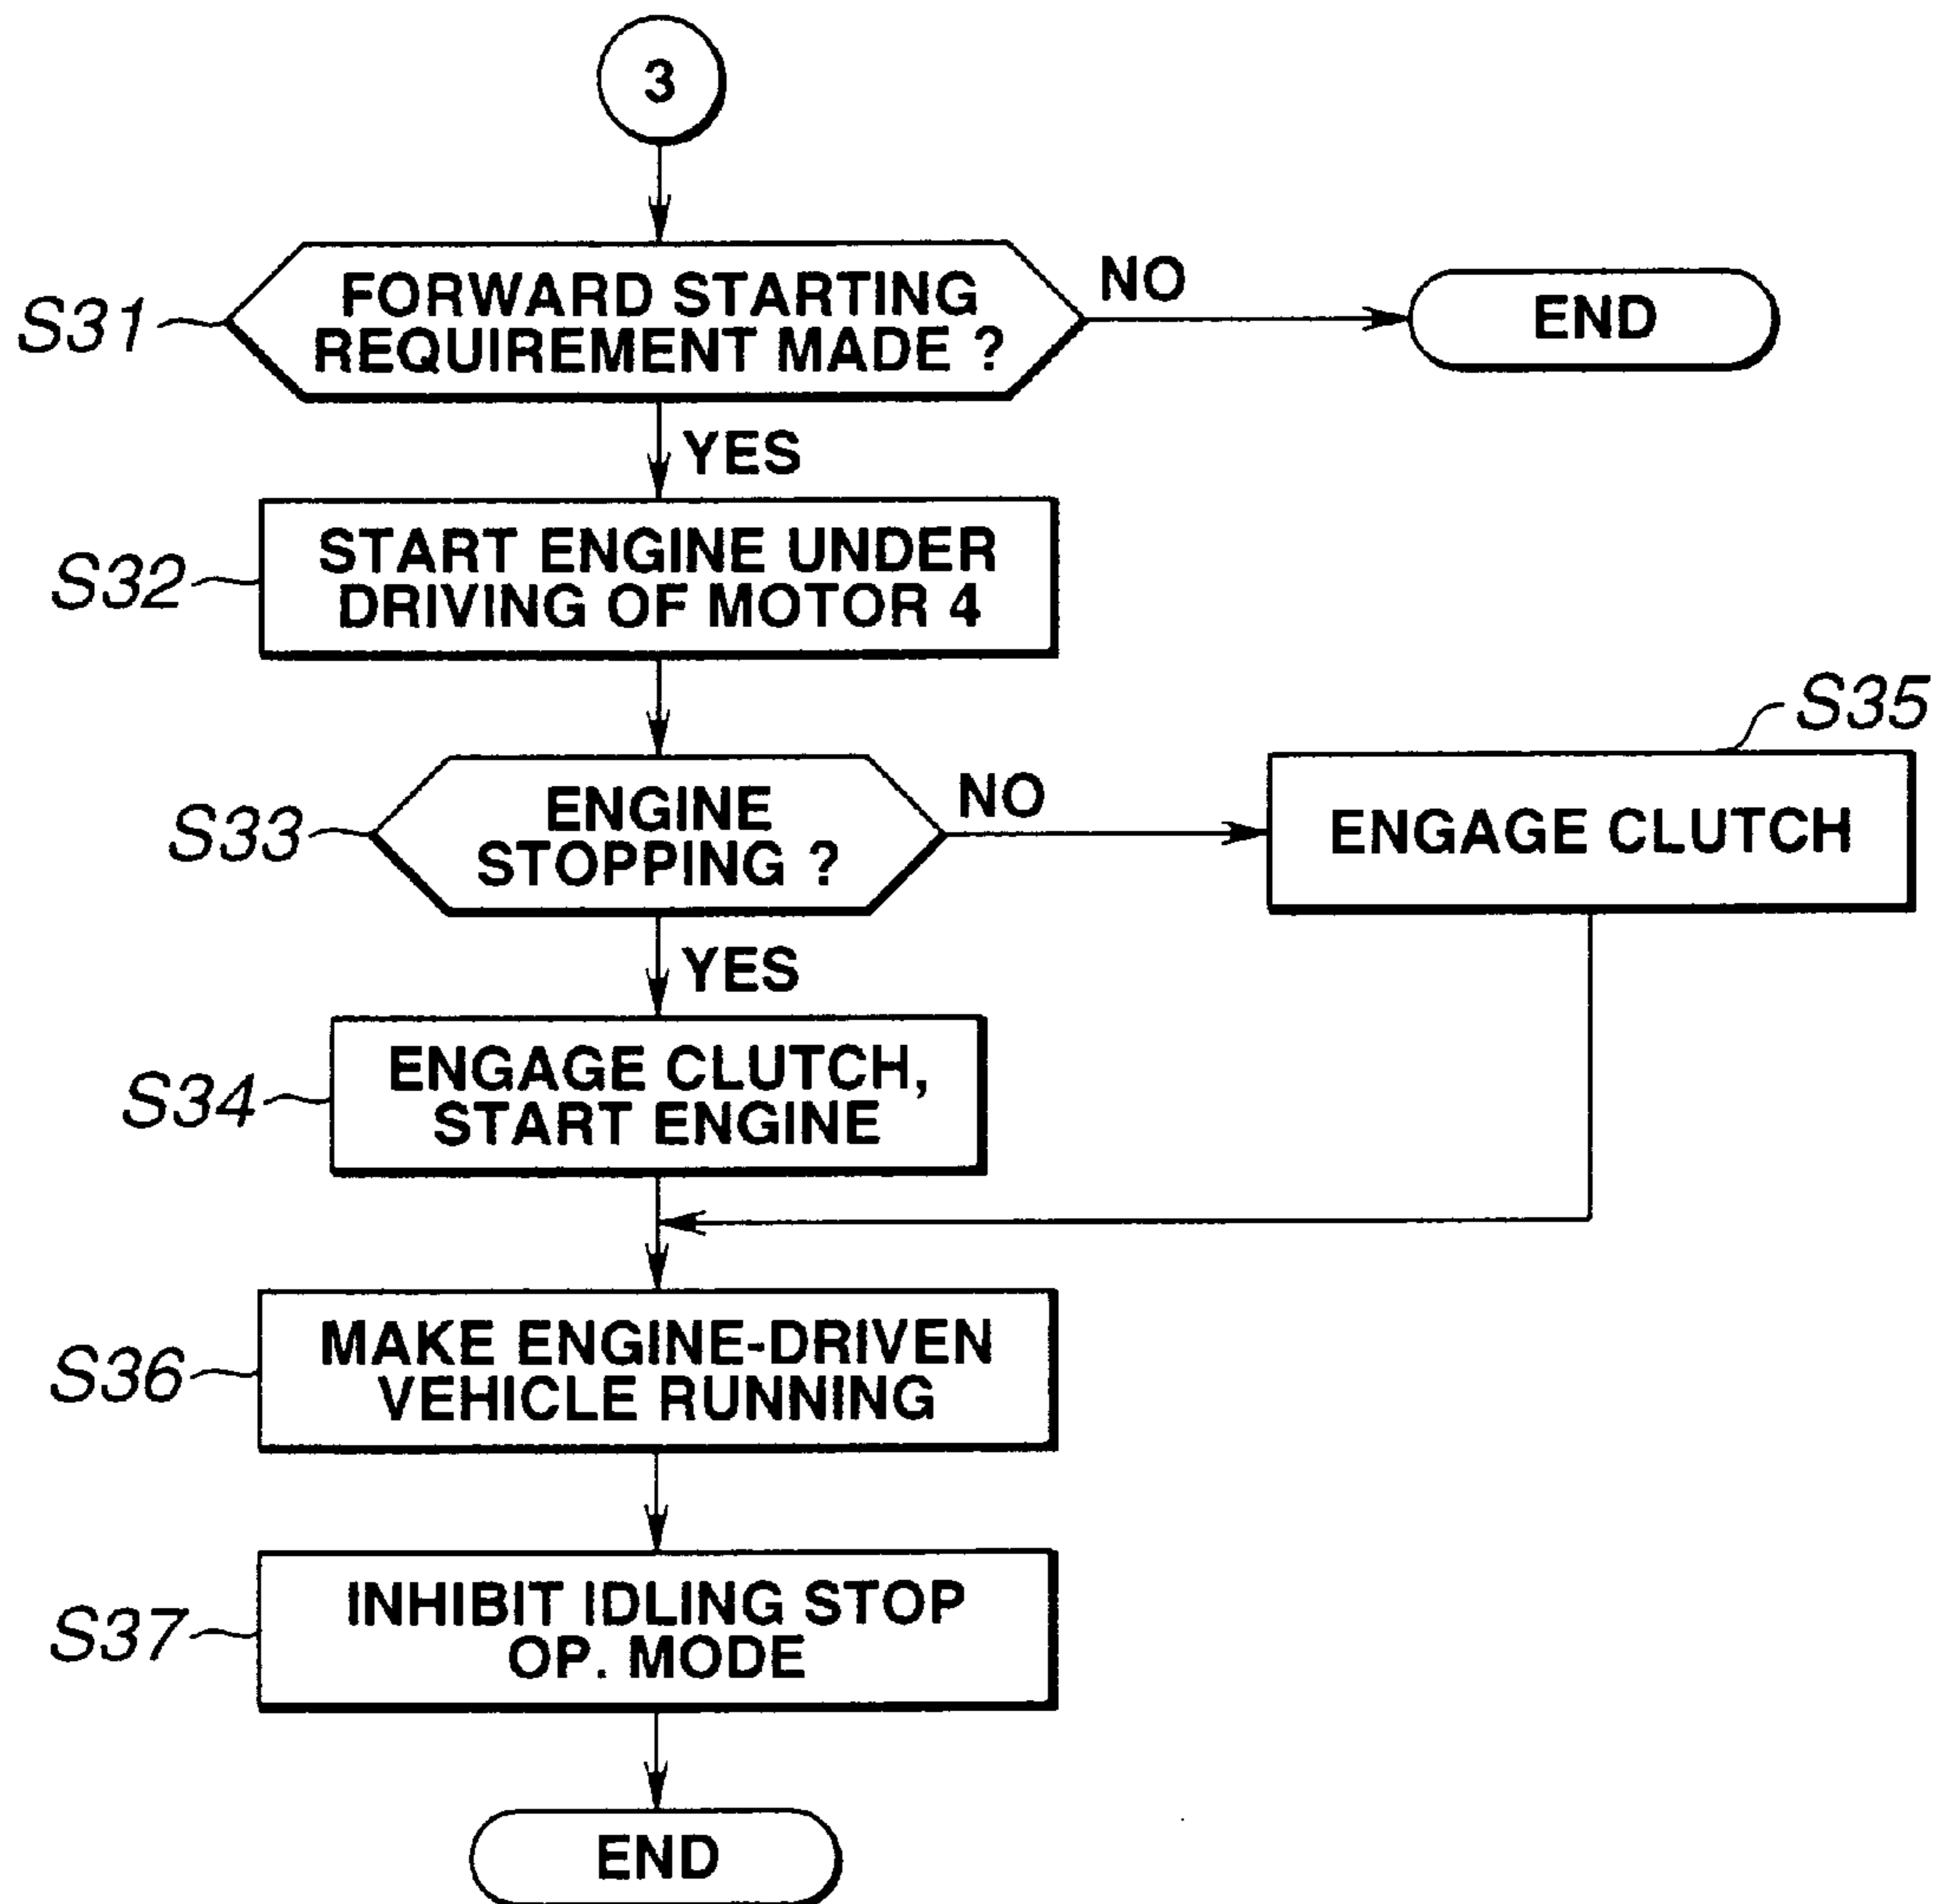 3
S31
FORWARD STARTING
REQUIREMENT MADE ?
NO
END
YES
S32
START ENGINE UNDER
DRIVING OF MOTOR 4
S33
ENGINE
STOPPING ?
NO
S35
ENGAGE CLUTCH
YES
S34
ENGAGE CLUTCH,
START ENGINE
S36
MAKE ENGINE-DRIVEN
VEHICLE RUNNING
S37
INHIBIT IDLING STOP
OP. MODE
END